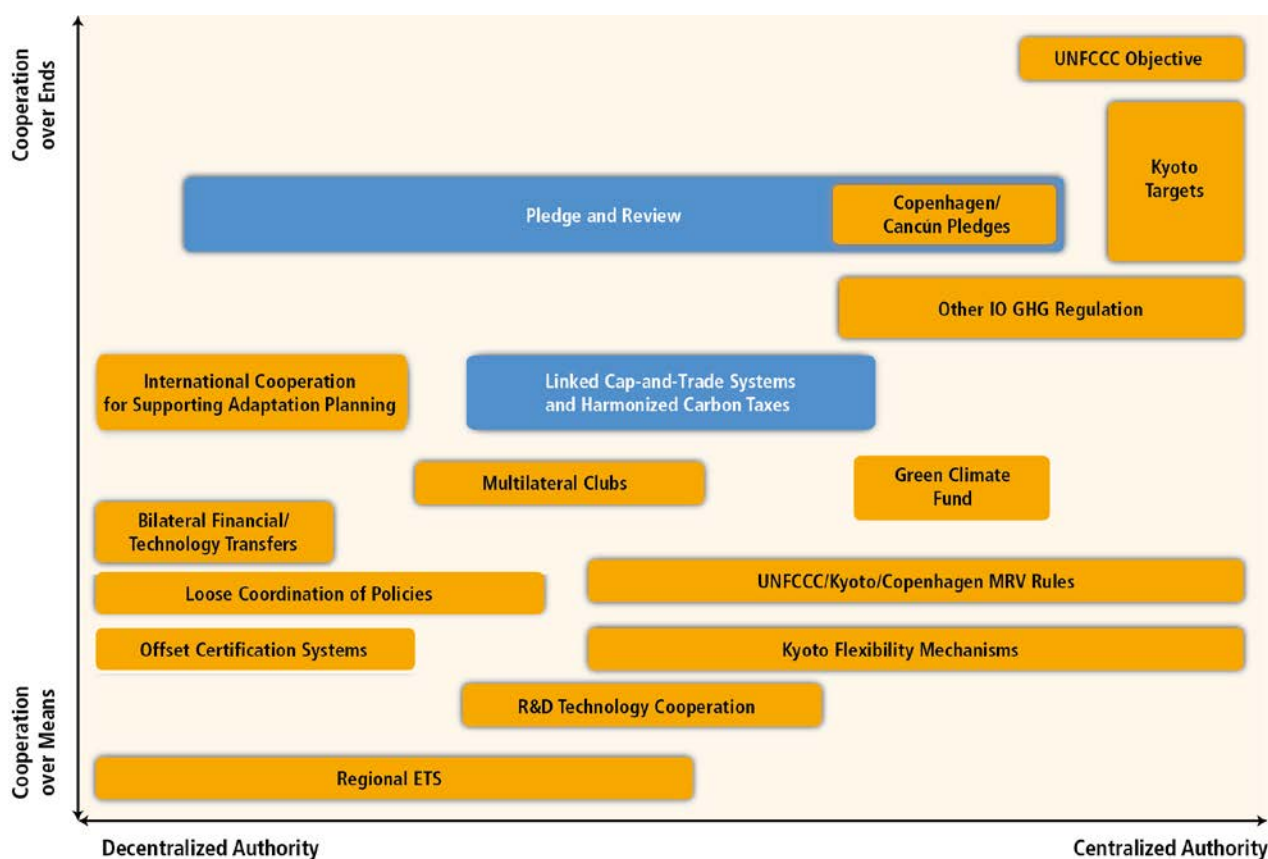 Cooperation
over Ends
UNFCCC Objective
Kyoto
Targets
Pledge and Review
Copenhagen/
Cancún Pledges
Other IO GHG Regulation
International Cooperation
for Supporting Adaptation Planning
Linked Cap-and-Trade Systems
and Harmonized Carbon Taxes
Multilateral Clubs
Green Climate
Fund
Bilateral Financial/
Technology Transfers
Loose Coordination of Policies
UNFCCC/Kyoto/Copenhagen MRV Rules
Offset Certification Systems
Kyoto Flexibility Mechanisms
R&D Technology Cooperation
Cooperation
over Means
Regional ETS
Decentralized Authority
Centralized Authority